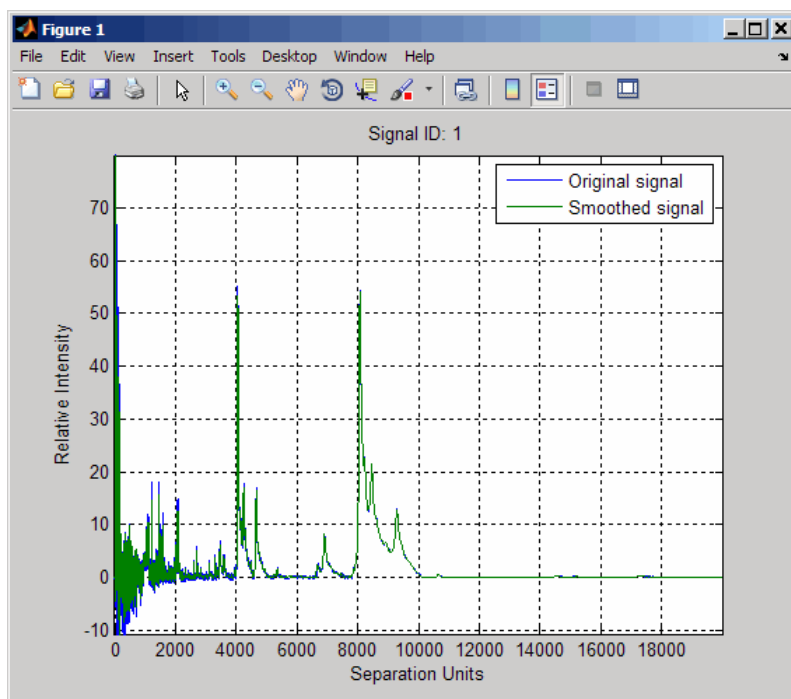 Figure 1
File Edit View Insert Tools Desktop Window Help
Signal ID: 1
Original signal
Smoothed signal
Relative Intensity
70
60
50
40
30
20
10
0
-10
0 2000 4000 6000 8000 10000 12000 14000 16000 18000
Separation Units